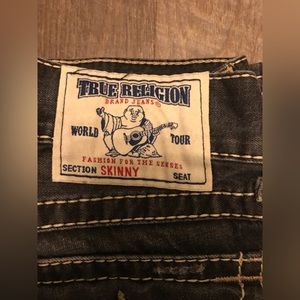 TRUE RELIGION
BRAND JEANS
WORLD TOUR
FASHION FOR THE SENSES
SECTION SKINNY SEAT